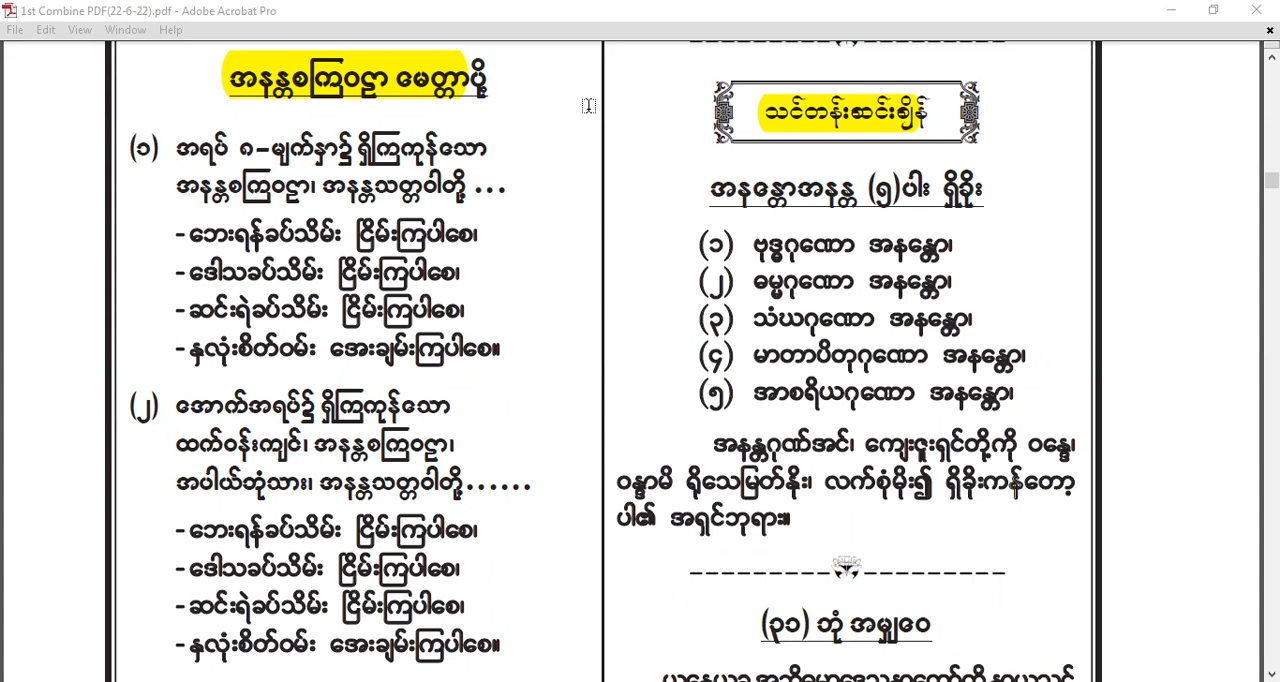 1st Combine PDF(22-6-22).pdf - Adobe Acrobat Pro
File Edit View Window Help
အနန္တစကြဝဠာ မေတ္တာပို့
(၁) အရပ် ၈-မျက်နှာ၌ ရှိကြကုန်သော
အနန္တစကြဝဠာ၊ အနန္တသတ္တဝါတို့ ...
-ဘေးရန်ခပ်သိမ်း ငြိမ်းကြပါစေ၊
-ဒေါသခပ်သိမ်း ငြိမ်းကြပါစေ၊
-ဆင်းရဲခပ်သိမ်း ငြိမ်းကြပါစေ၊
-နှလုံးစိတ်ဝမ်း အေးချမ်းကြပါစေ။
(၂) အောက်အရပ်၌ ရှိကြကုန်သော
ထက်ဝန်းကျင်၊ အနန္တစကြဝဠာ၊
အပါယ်ဘုံသား၊ အနန္တသတ္တဝါတို့......
-ဘေးရန်ခပ်သိမ်း ငြိမ်းကြပါစေ၊
-ဒေါသခပ်သိမ်း ငြိမ်းကြပါစေ၊
-ဆင်းရဲခပ်သိမ်း ငြိမ်းကြပါစေ၊
-နှလုံးစိတ်ဝမ်း အေးချမ်းကြပါစေ။
သင်တန်းဆင်းချိန်
အနန္တောအနန္တ (၅)ပါး ရှိခိုး
(၁) ဗုဒ္ဓဂုဏော အနန္တော၊
(၂) ဓမ္မဂုဏော အနန္တော၊
(၃) သံဃဂုဏော အနန္တော၊
(၄) မာတာပိတုဂုဏော အနန္တော၊
(၅) အာစရိယဂုဏော အနန္တော၊
အနန္တဂုဏ်အင်၊ ကျေးဇူးရှင်တို့ကို ဝန္ဒေ၊
ဝန္ဒာမိ ရိုသေမြတ်နိုး၊ လက်စုံမိုး၍ ရှိခိုးကန်တော့
ပါ၏ အရှင်ဘုရား။
(၃၁) ဘုံ အမျှဝေ